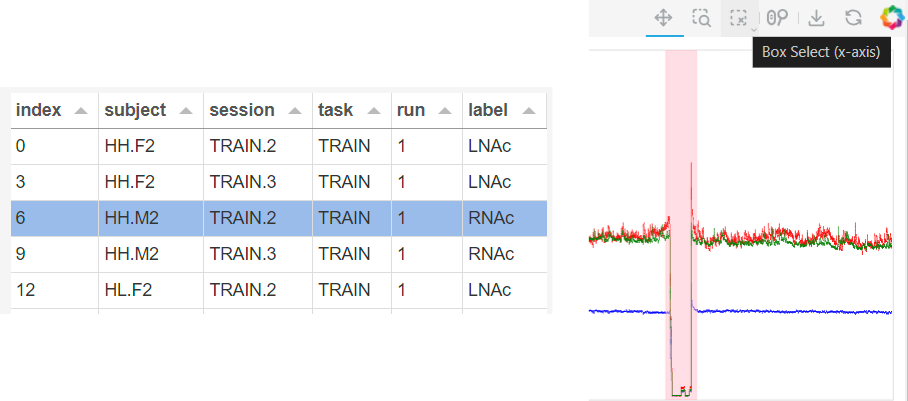 Box Select (x-axis)
index subject session task run label
0 HH.F2 TRAIN.2 TRAIN 1 LNAc
3 HH.F2 TRAIN.3 TRAIN 1 LNAc
6 HH.M2 TRAIN.2 TRAIN 1 RNAc
9 HH.M2 TRAIN.3 TRAIN 1 RNAc
12 HL.F2 TRAIN.2 TRAIN 1 LNAc